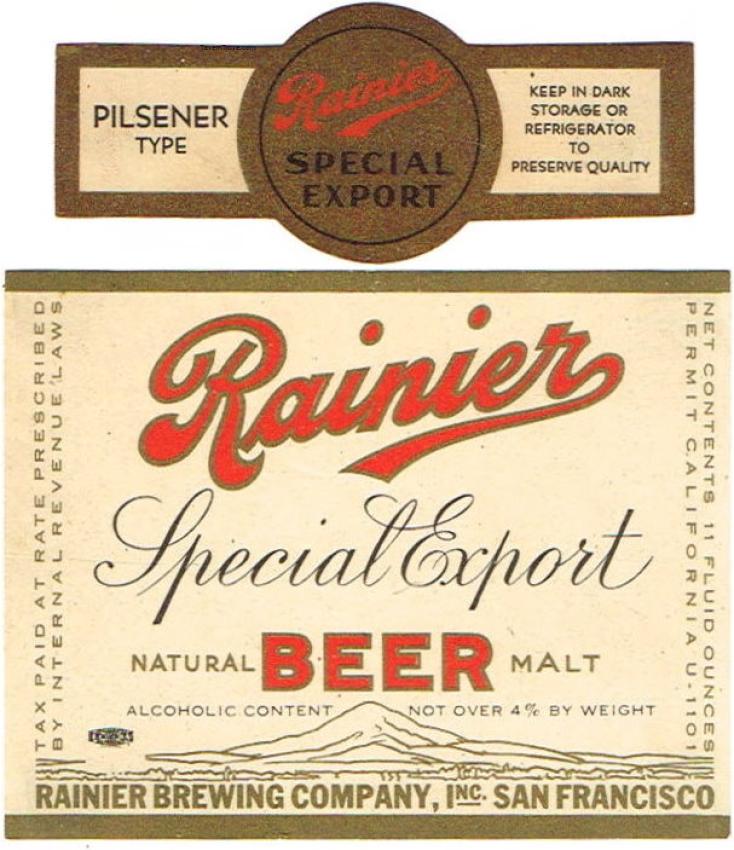 TavernTrove.com
PILSENER
TYPE
Rainier
SPECIAL
EXPORT
KEEP IN DARK
STORAGE OR
REFRIGERATOR
TO
PRESERVE QUALITY
TAX PAID AT RATE PRESCRIBED
BY INTERNAL REVENUE LAWS
Rainier
Special Export
NATURAL BEER MALT
ALCOHOLIC CONTENT NOT OVER 4% BY WEIGHT
NET CONTENTS 11 FLUID OUNCES
PERMIT CALIFORNIA U-1101
RAINIER BREWING COMPANY, INC. SAN FRANCISCO